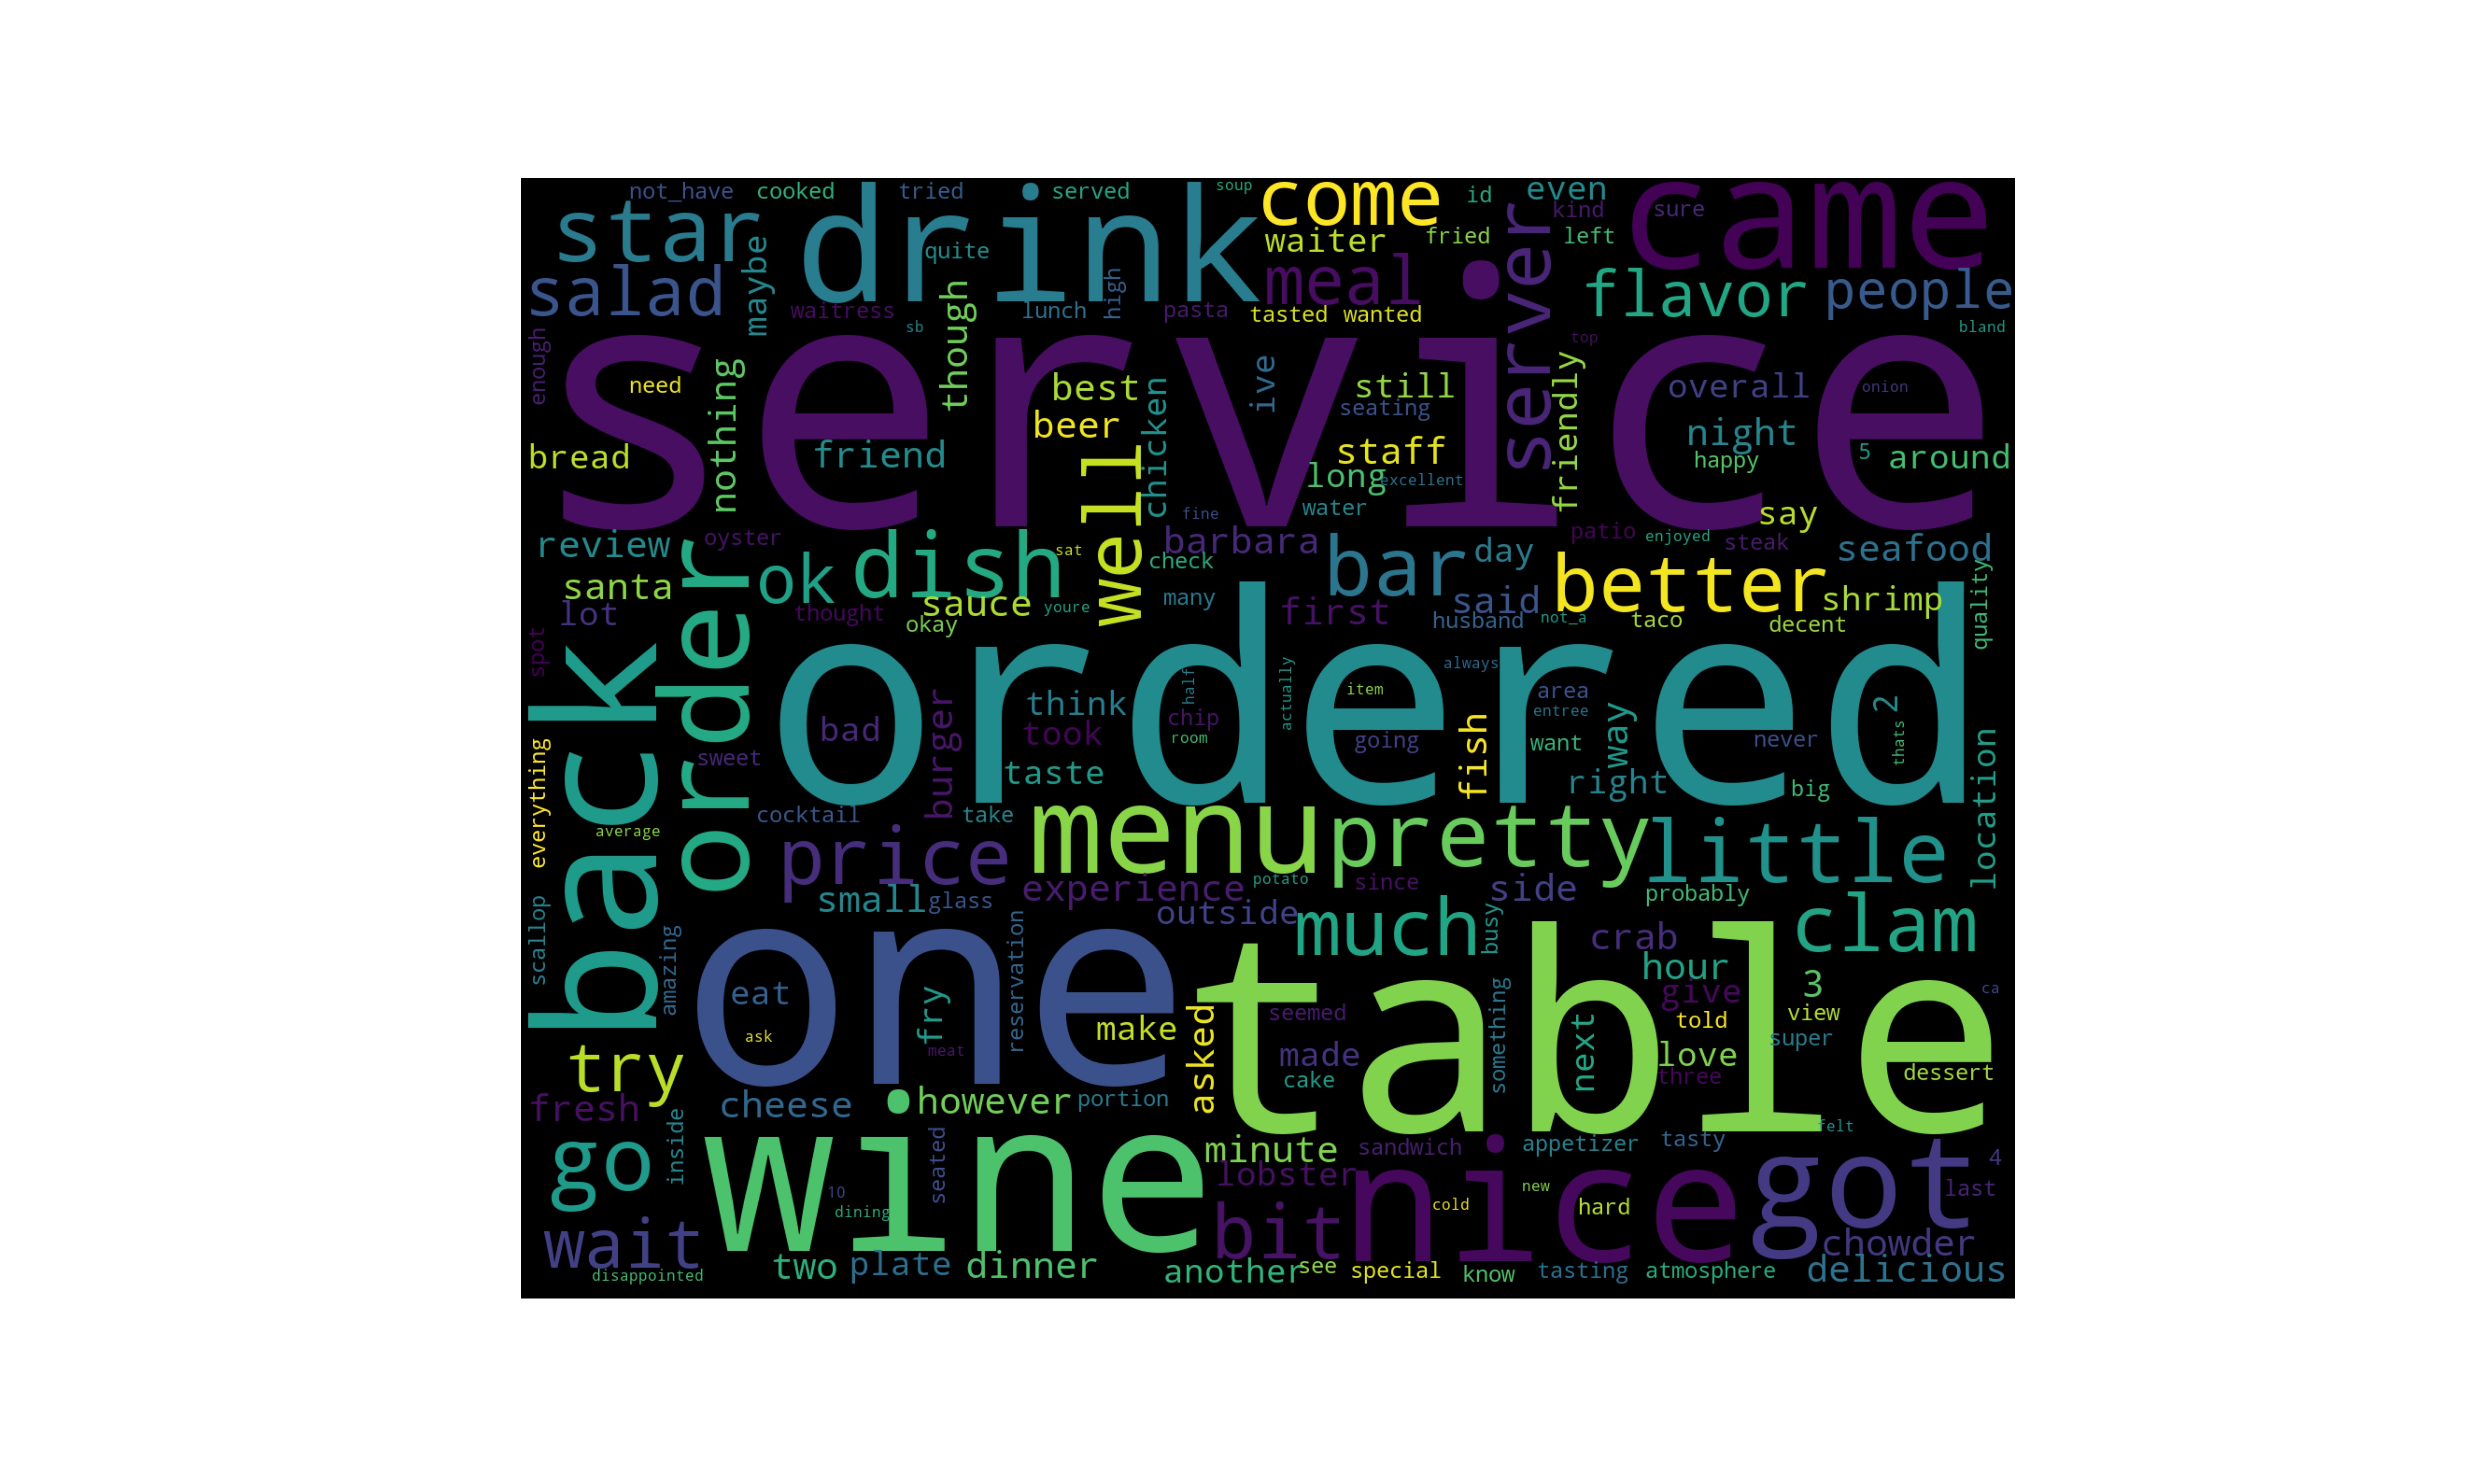 not_have
cooked
tried
served
soup
come
id
even
came
star
drink
quite
waiter
fried
kind
left
sure
salad
maybe
meal
server
flavor
people
waitress
though
lunch
high
pasta
tasted
wanted
sb
bland
top
enough
service
need
nothing
best
ive
still
friendly
overall
onion
beer
chicken
seating
bread
friend
well
staff
night
5
around
happy
long
excellent
water
fine
say
review
oyster
order
ok
dish
sat
barbara
check
bar
day
patio
enjoyed
steak
seafood
santa
lot
thought
sauce
okay
youre
many
first
said
husband
not_a
better
taco
decent
shrimp
quality
spot
back
ordered
always
actually
item
half
think
bad
burger
took
chip
room
going
fish
area
entree
want
way
never
2
thats
sweet
taste
right
big
location
everything
average
cocktail
take
price
menu
pretty
little
small
glass
experience
potato
since
side
probably
outside
scallop
amazing
one
reservation
much
busy
crab
clam
eat
ask
fry
meat
make
asked
table
seemed
made
cake
something
next
hour
give
told
love
three
3
view
super
ca
dessert
try
fresh
inside
cheese
however
portion
felt
go
wine
seated
10
dining
minute
lobster
sandwich
appetizer
tasty
nice
new
cold
hard
got
4
last
wait
disappointed
two
plate
dinner
another
bit
see
special
know
tasting
atmosphere
chowder
delicious